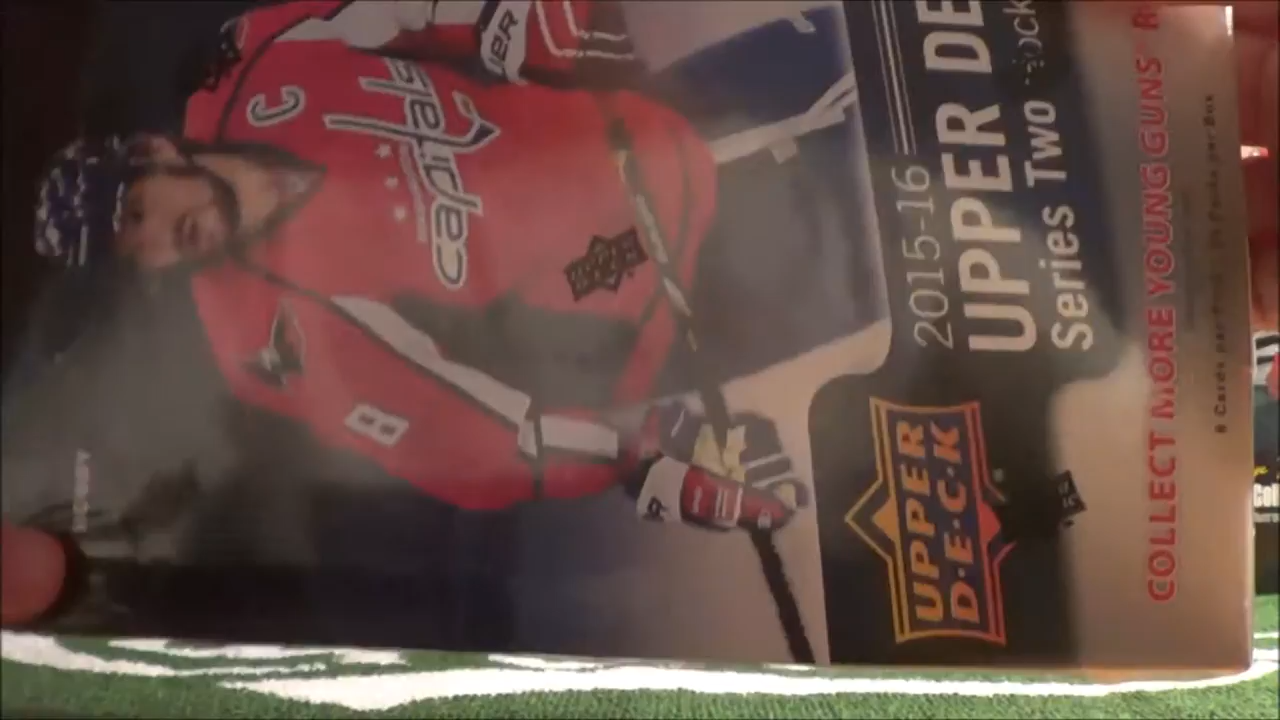 C
capitals
8
2015-16
UPPER DE
Series Two
UPPER
D·E·C·K
COLLECT MORE YOUNG GUNS® R
8 Cards per Pack, 24 Packs per Box